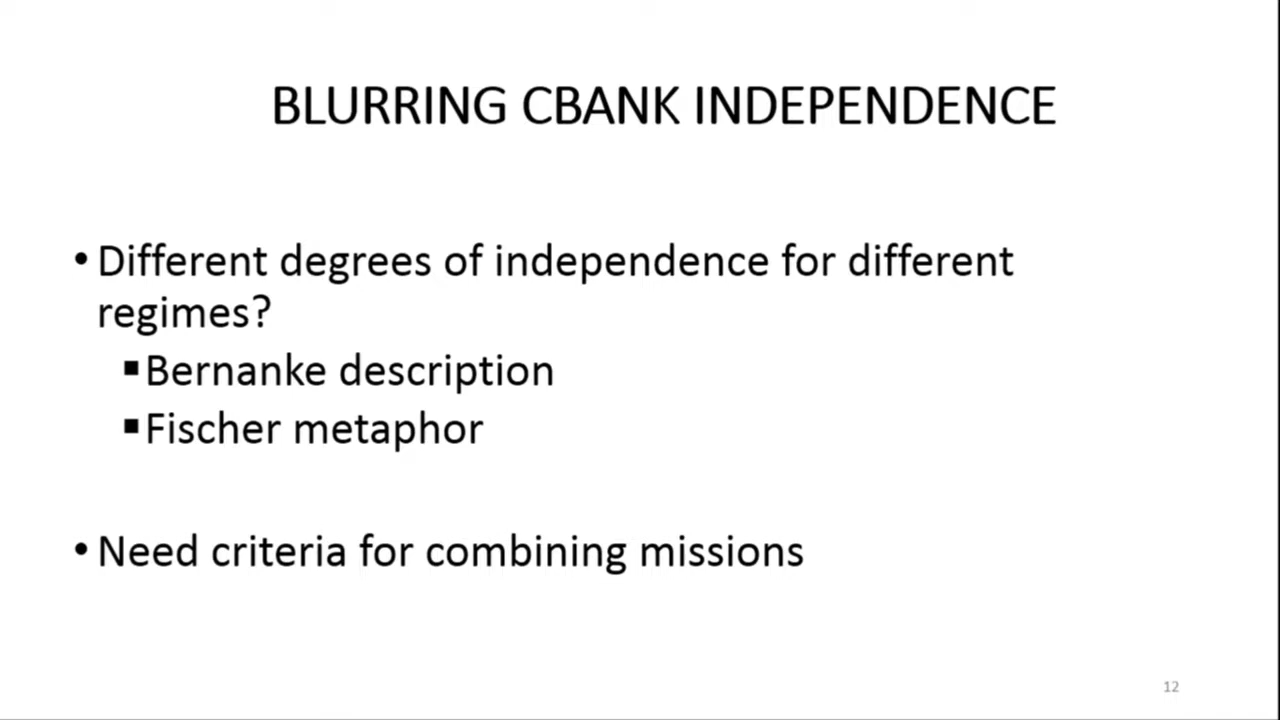 BLURRING CBANK INDEPENDENCE
• Different degrees of independence for different
regimes?
▪Bernanke description
▪Fischer metaphor
• Need criteria for combining missions
12